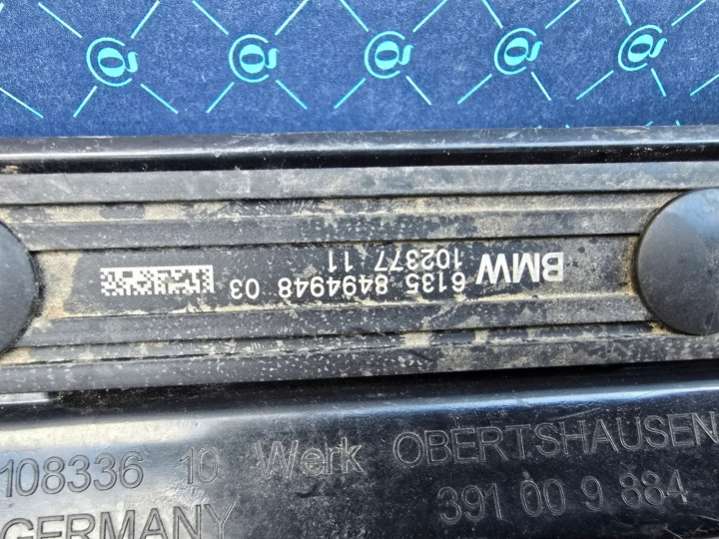 BMW
6135 8494948 03
102377 11
108336 10 Werk OBERTSHAUSEN
391 00 9 884
GERMANY